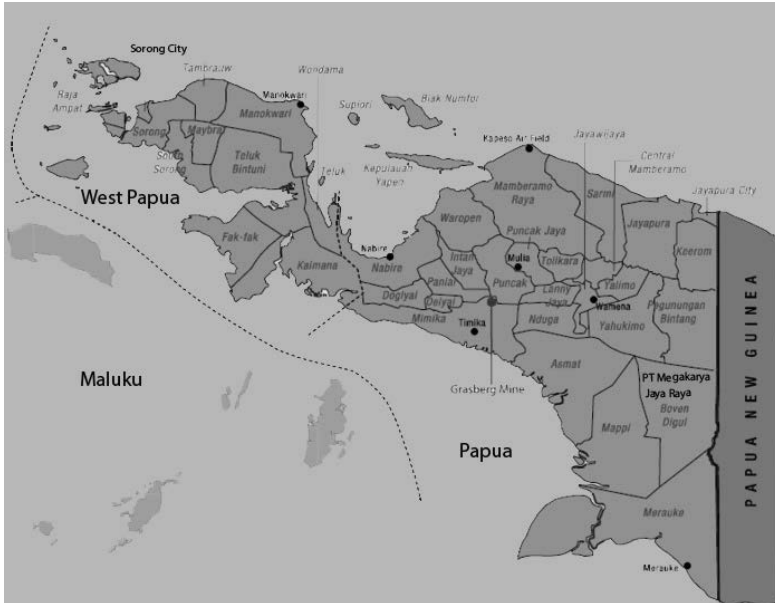 Sorong City
Tambrauw
Wondama
Raja
Ampat
Manokwari
Manokwari
Supiori
Biak Numfor
Sorong
Maybrat
South
Sorong
Teluk
Bintuni
Teluk
Kepulauan
Yapen
Kapeso Air Field
Jayawijaya
Central
Mamberamo
Jayapura City
West Papua
Mamberamo
Raya
Sarmi
Waropen
Jayapura
Keerom
Puncak Jaya
Fak-fak
Kaimana
Nabire
Nabire
Intan
Jaya
Mulia
Tolikara
Paniai
Puncak
Lanny
Jaya
Yalimo
Dogiyai
Deiyai
Wamena
Pegunungan
Bintang
Mimika
Timika
Nduga
Yahukimo
Asmat
Maluku
Grasberg Mine
PT Megakarya
Jaya Raya
Boven
Digul
Mappi
Papua
Merauke
Merauke
PAPUA NEW GUINEA